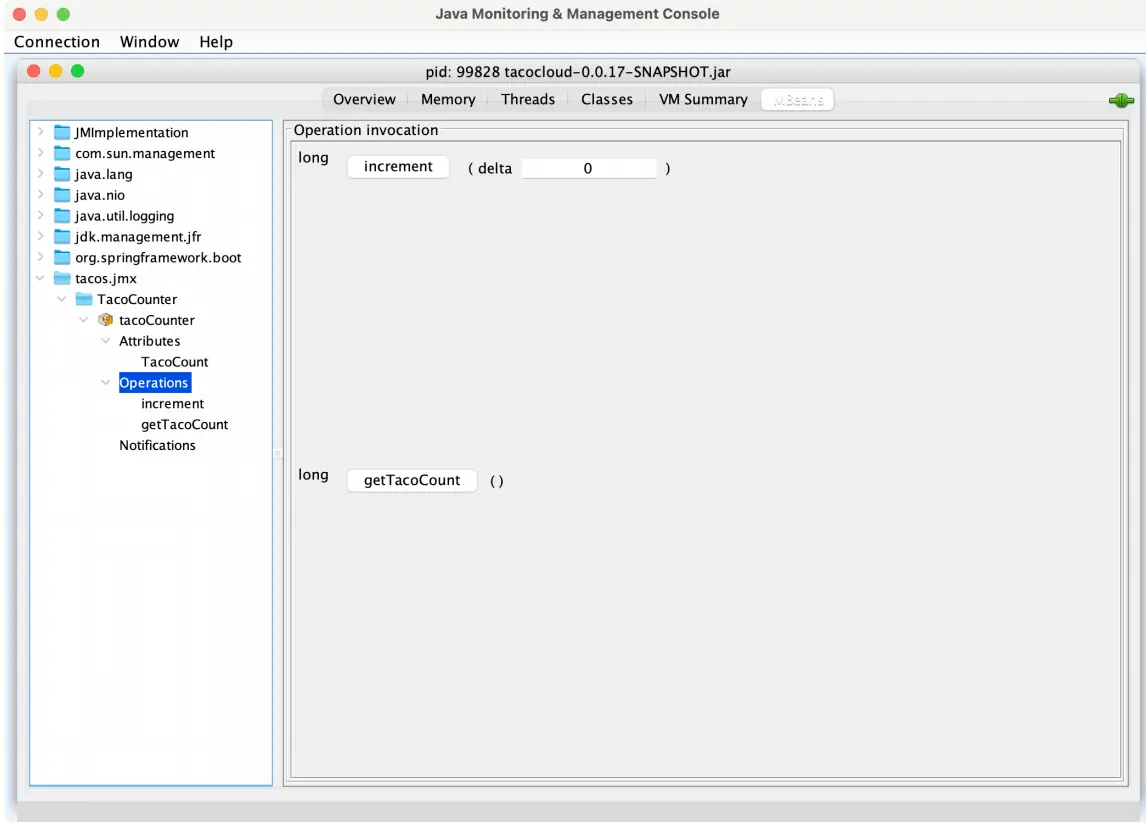 Java Monitoring & Management Console
Connection Window Help
pid: 99828 tacocloud-0.0.17-SNAPSHOT.jar
Overview Memory Threads Classes VM Summary MBeans
JMImplementation
com.sun.management
java.lang
java.nio
java.util.logging
jdk.management.jfr
org.springframework.boot
tacos.jmx
TacoCounter
tacoCounter
Attributes
TacoCount
Operations
increment
getTacoCount
Notifications
Operation invocation
long increment ( delta 0 )
long getTacoCount ()